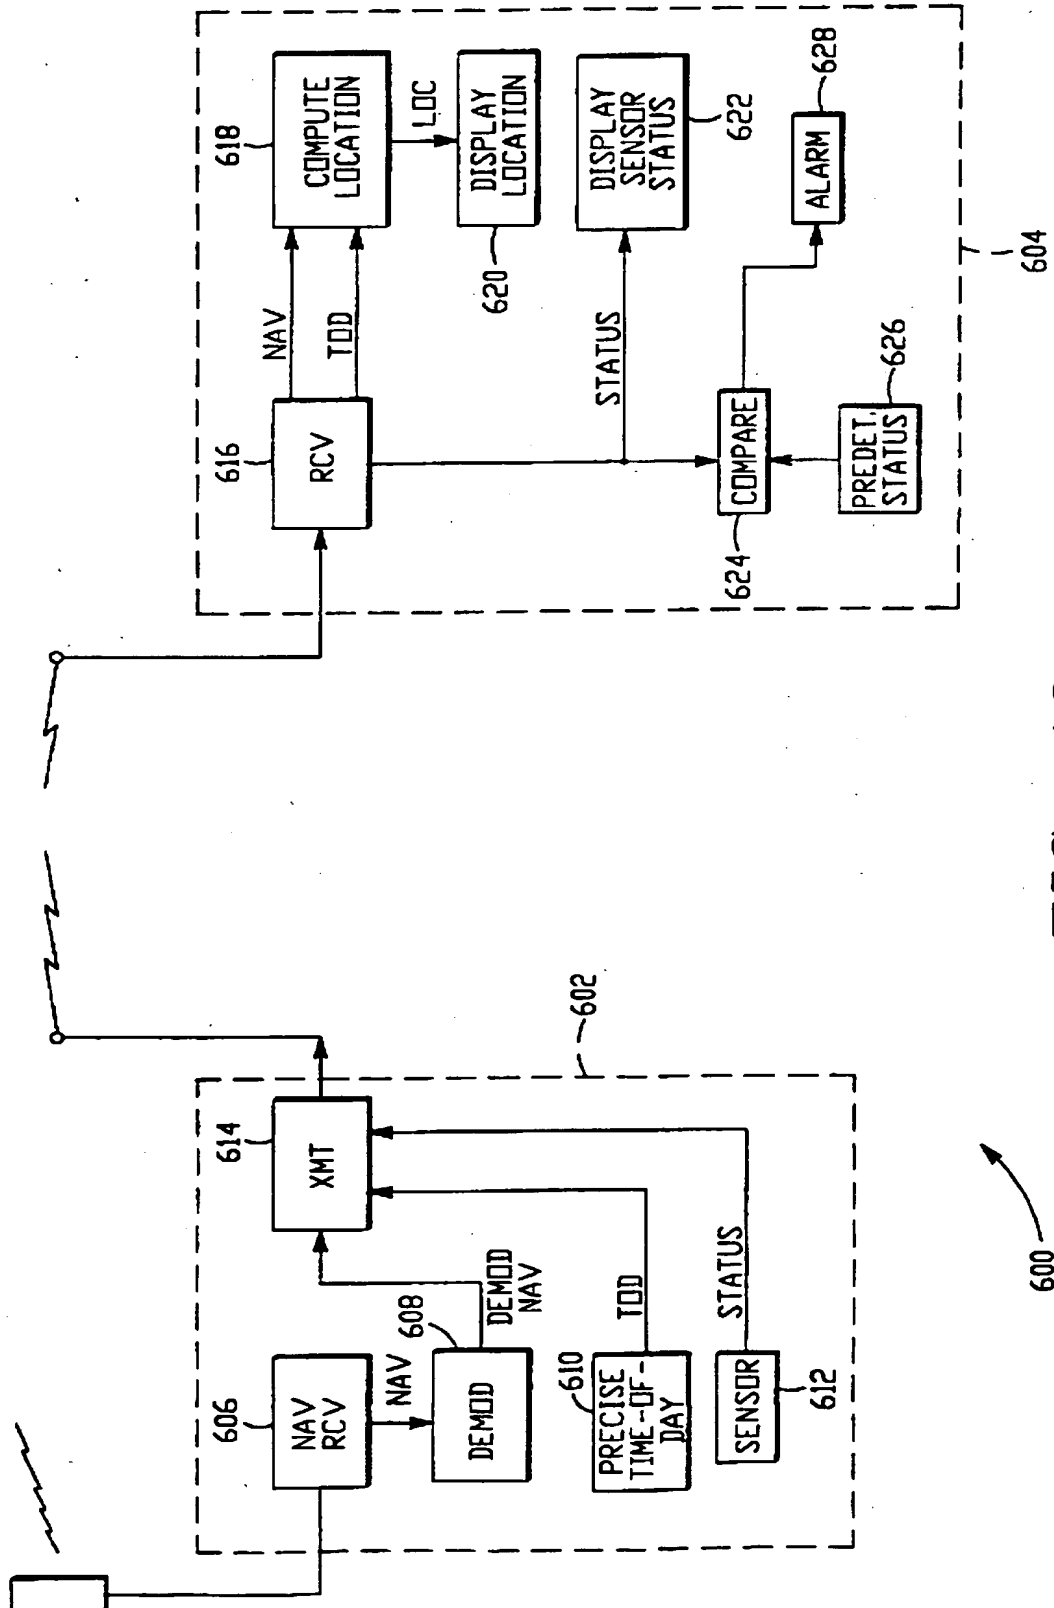 606
NAV
RCV
NAV
608
DEMOD
DEMOD
NAV
614
XMT
610
PRECISE
TIME-OF-
DAY
TOD
SENSOR
612
STATUS
602
600
616
RCV
NAV
TOD
618
COMPUTE
LOCATION
LOC
DISPLAY
LOCATION
620
STATUS
DISPLAY
SENSOR
STATUS
622
COMPARE
624
PREDET.
STATUS
626
ALARM
628
604